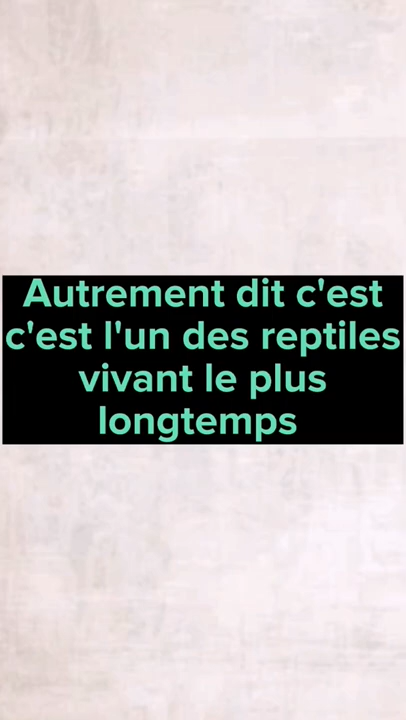 Autrement dit c'est
c'est l'un des reptiles
vivant le plus
longtemps